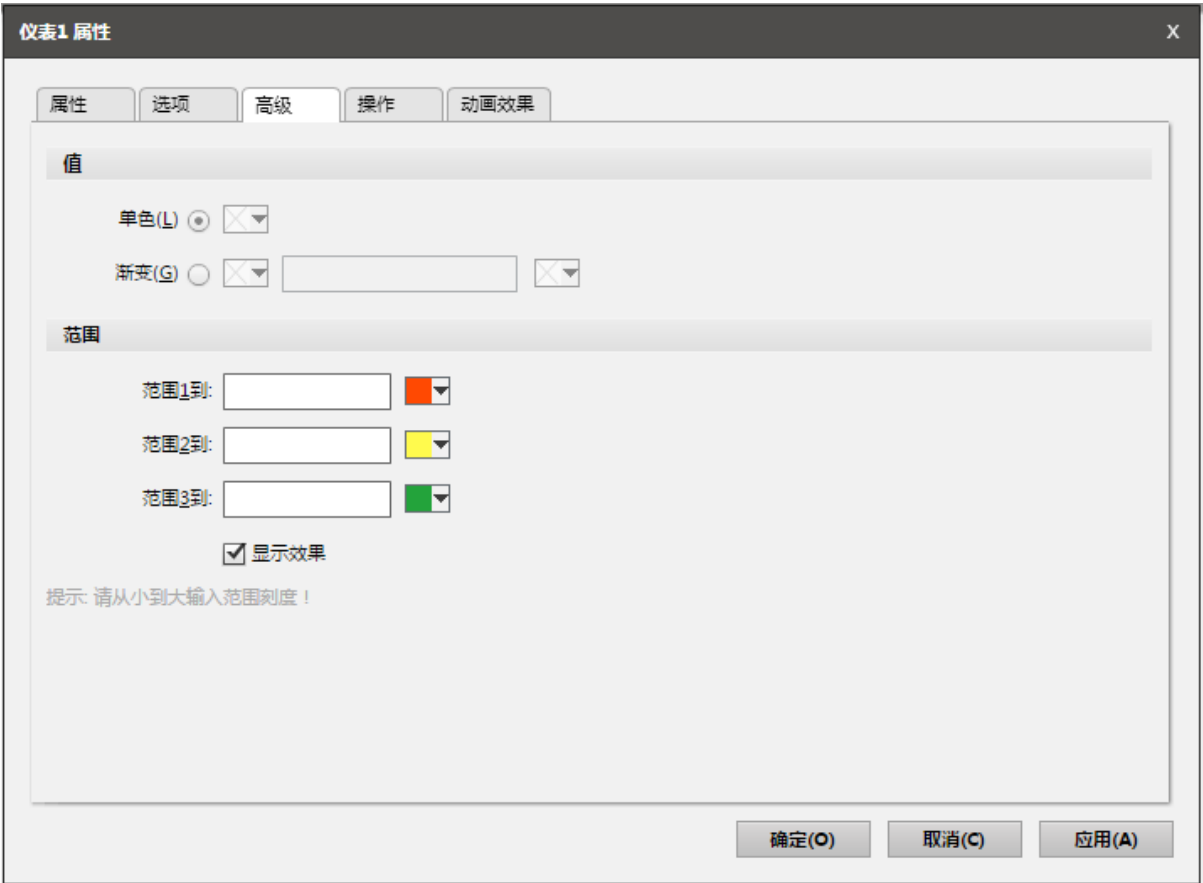 仪表1 属性 X
属性 选项 高级 操作 动画效果
值
单色(L)
渐变(G)
范围
范围1到:
范围2到:
范围3到:
显示效果
提示: 请从小到大输入范围刻度！
确定(O) 取消(C) 应用(A)